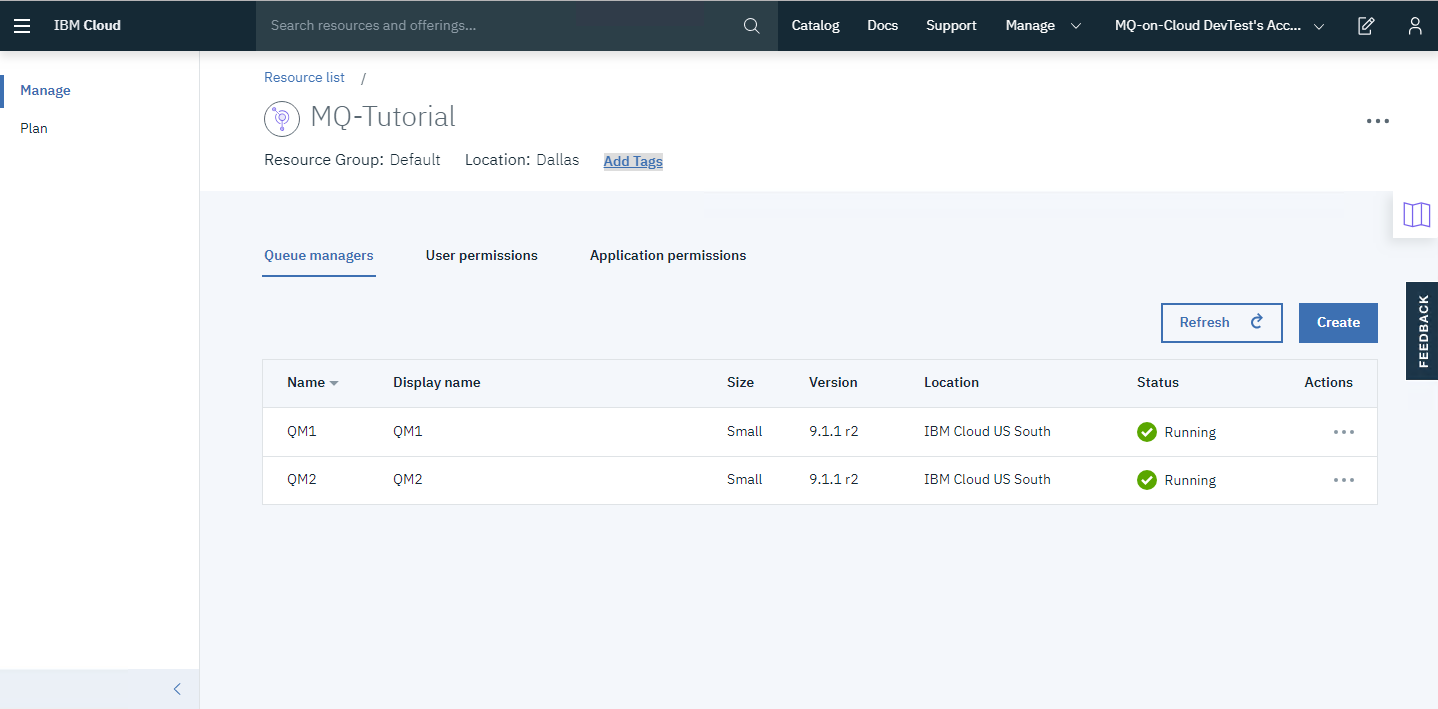 IBM Cloud Search resources and offerings... Catalog Docs Support Manage MQ-on-Cloud DevTest's Acc...
Manage
Plan
Resource list /
MQ-Tutorial
Resource Group: Default Location: Dallas Add Tags
Queue managers User permissions Application permissions
Refresh Create
FEEDBACK
Name Display name Size Version Location Status Actions
QM1 QM1 Small 9.1.1 r2 IBM Cloud US South Running
QM2 QM2 Small 9.1.1 r2 IBM Cloud US South Running